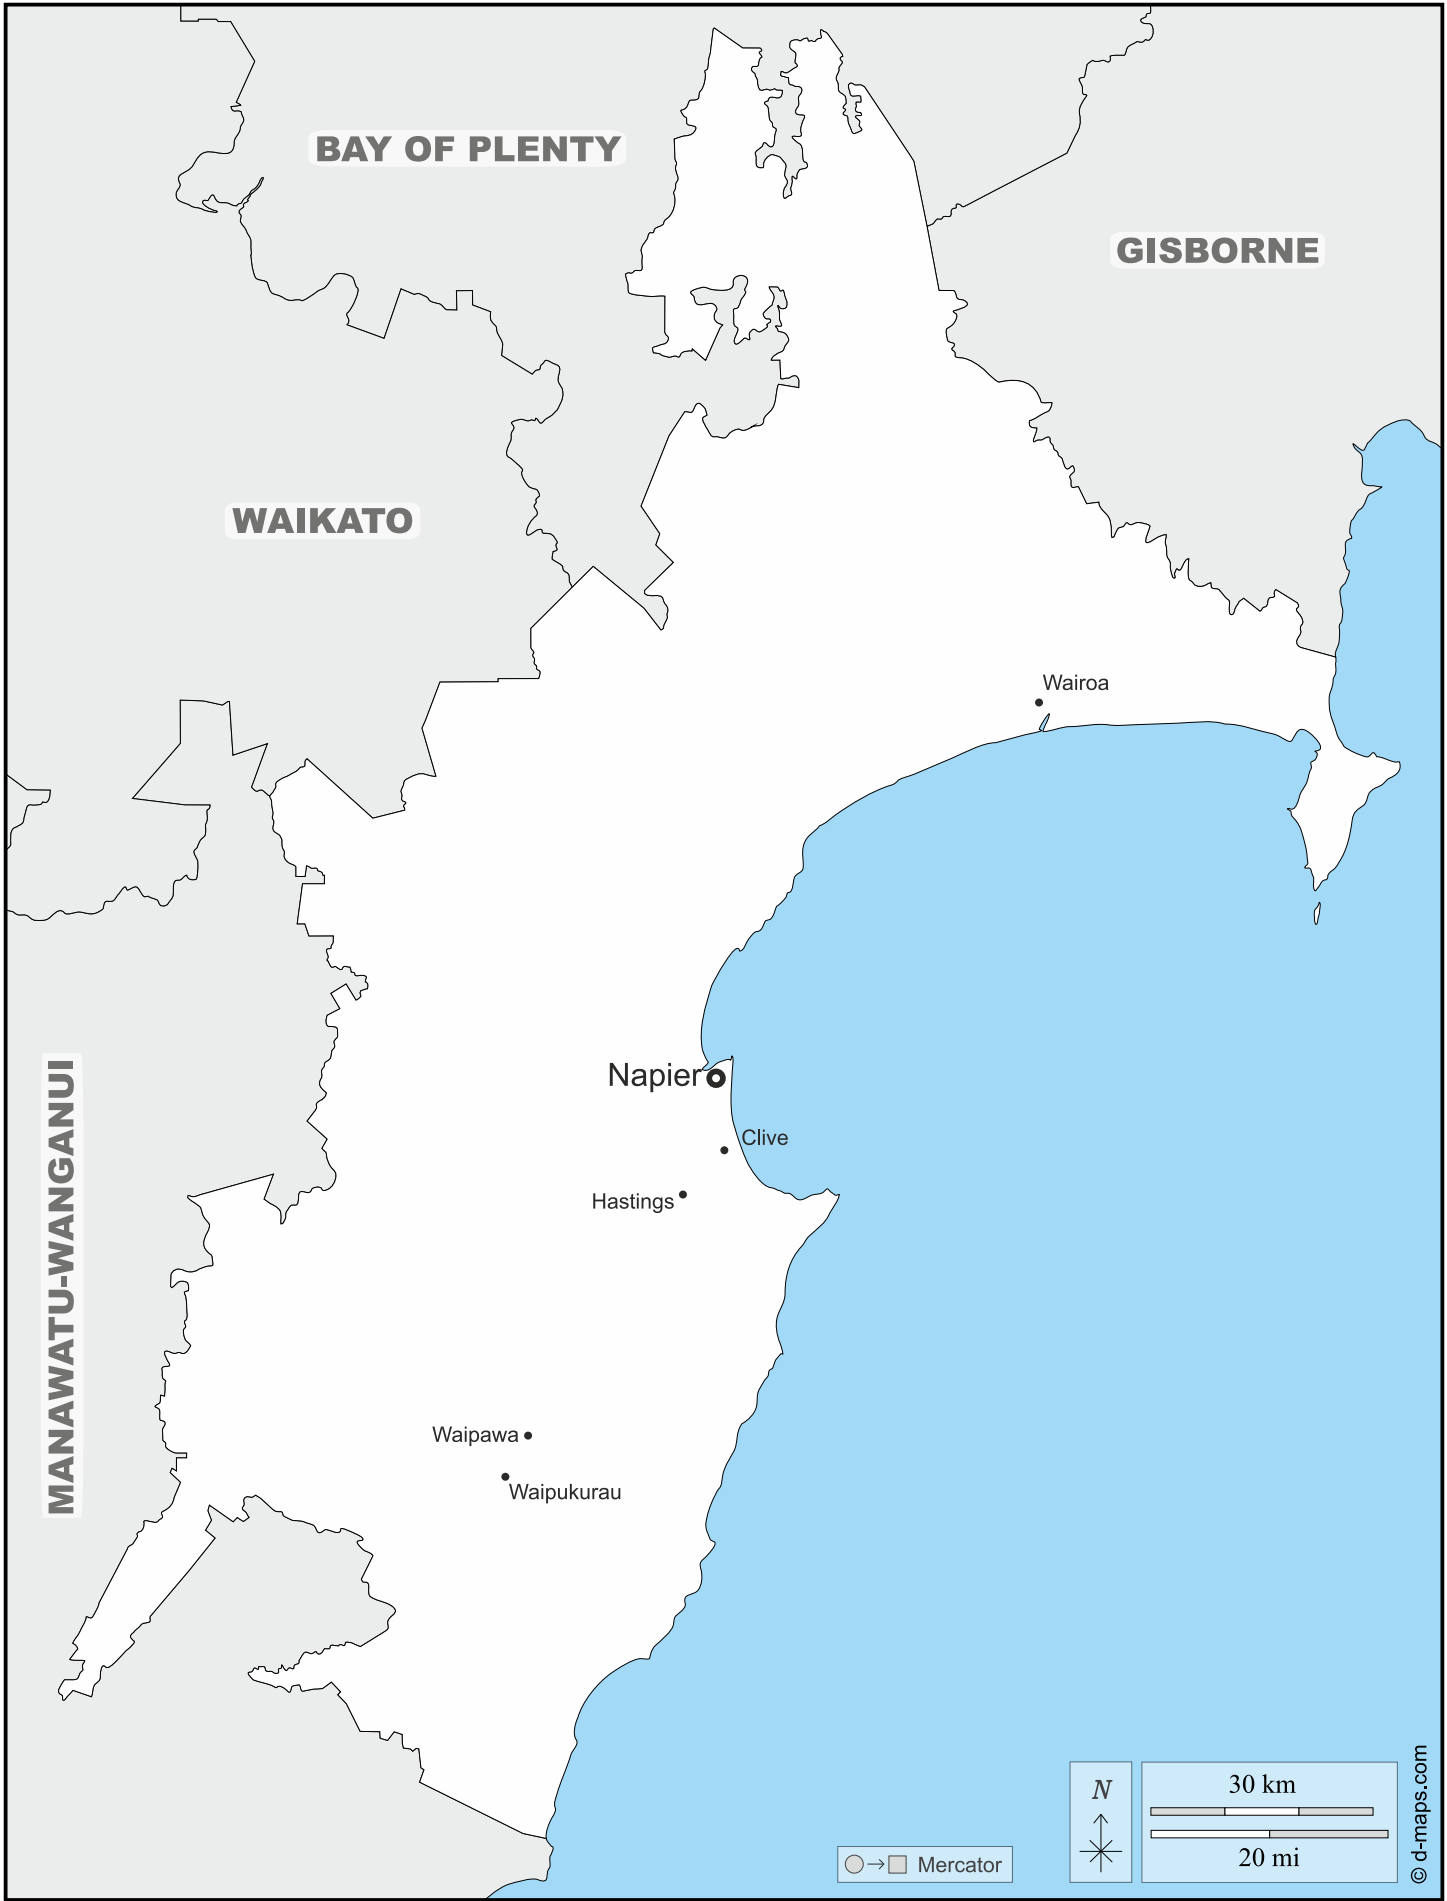 BAY OF PLENTY
GISBORNE
WAIKATO
Wairoa
MANAWATU-WANGANUI
Napier
Clive
Hastings
Waipawa
Waipukurau
N
30 km
20 mi
Mercator
© d-maps.com